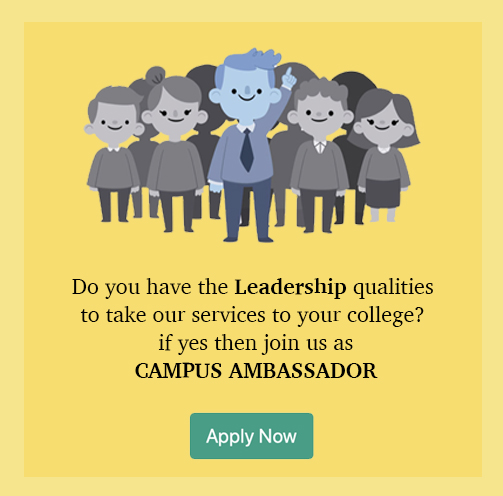 Do you have the Leadership qualities
to take our services to your college?
if yes then join us as
CAMPUS AMBASSADOR
Apply Now